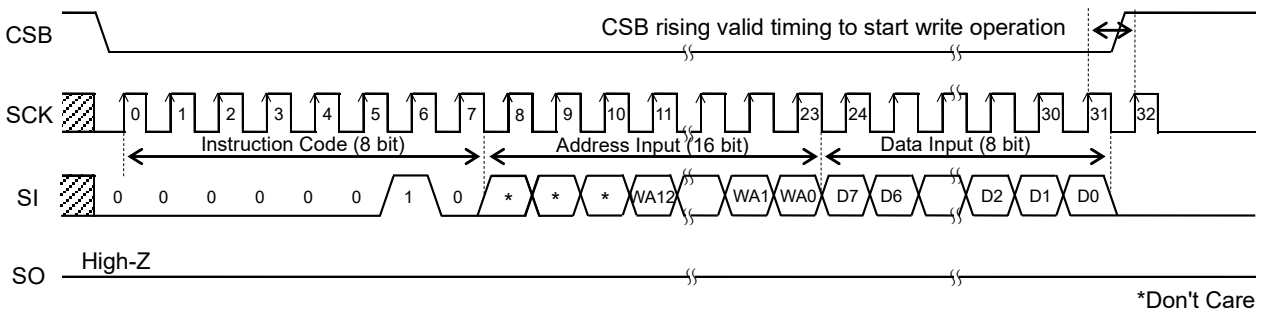 CSB
CSB rising valid timing to start write operation
SCK
0 1 2 3 4 5 6 7 8 9 10 11 23 24 30 31 32
Instruction Code (8 bit) Address Input (16 bit) Data Input (8 bit)
SI
0 0 0 0 0 0 1 0 * * * WA12 WA1 WA0 D7 D6 D2 D1 D0
SO High-Z
*Don't Care